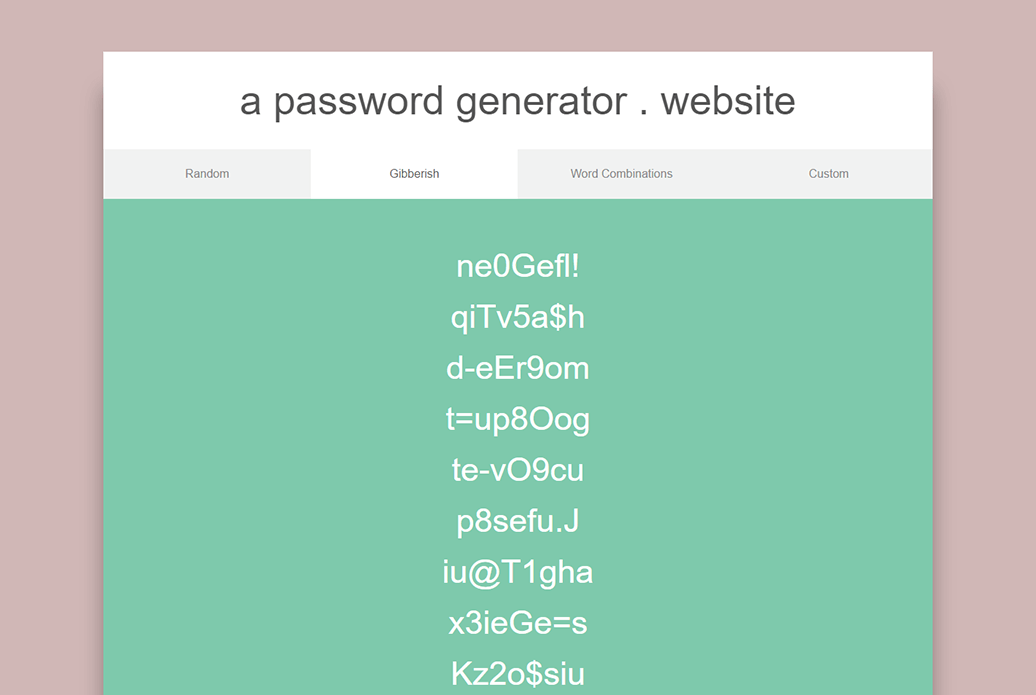 a password generator . website
Random Gibberish Word Combinations Custom
ne0Gefl!
qiTv5a$h
d-eEr9om
t=up8Oog
te-vO9cu
p8sefu.J
iu@T1gha
x3ieGe=s
Kz2o$siu